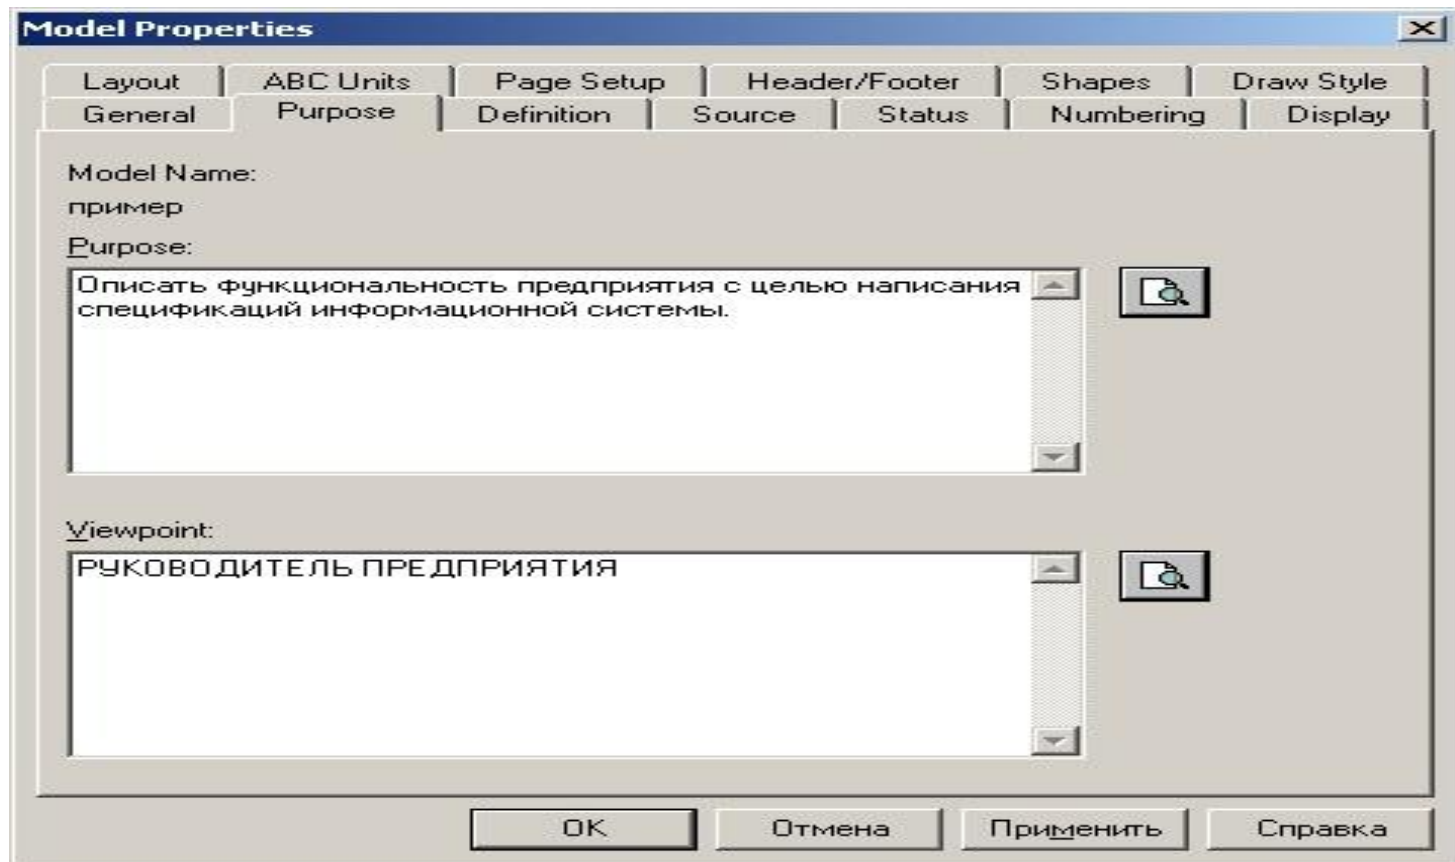 Model Properties
Layout ABC Units Page Setup Header/Footer Shapes Draw Style
General Purpose Definition Source Status Numbering Display
Model Name:
пример
Purpose:
Описать функциональность предприятия с целью написания
спецификаций информационной системы.
Viewpoint:
РУКОВОДИТЕЛЬ ПРЕДПРИЯТИЯ
OK Отмена Применить Справка